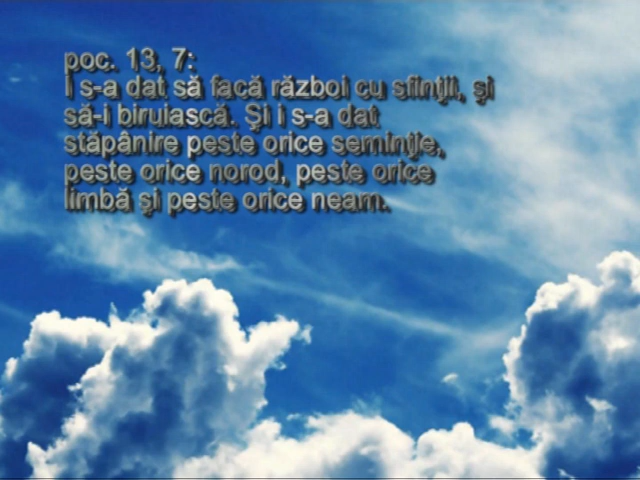 poc. 13, 7:
I s-a dat să facă război cu sfinţii, şi
să-i biruiască. Şi i s-a dat
stăpânire peste orice seminţie,
peste orice norod, peste orice
limbă şi peste orice neam.